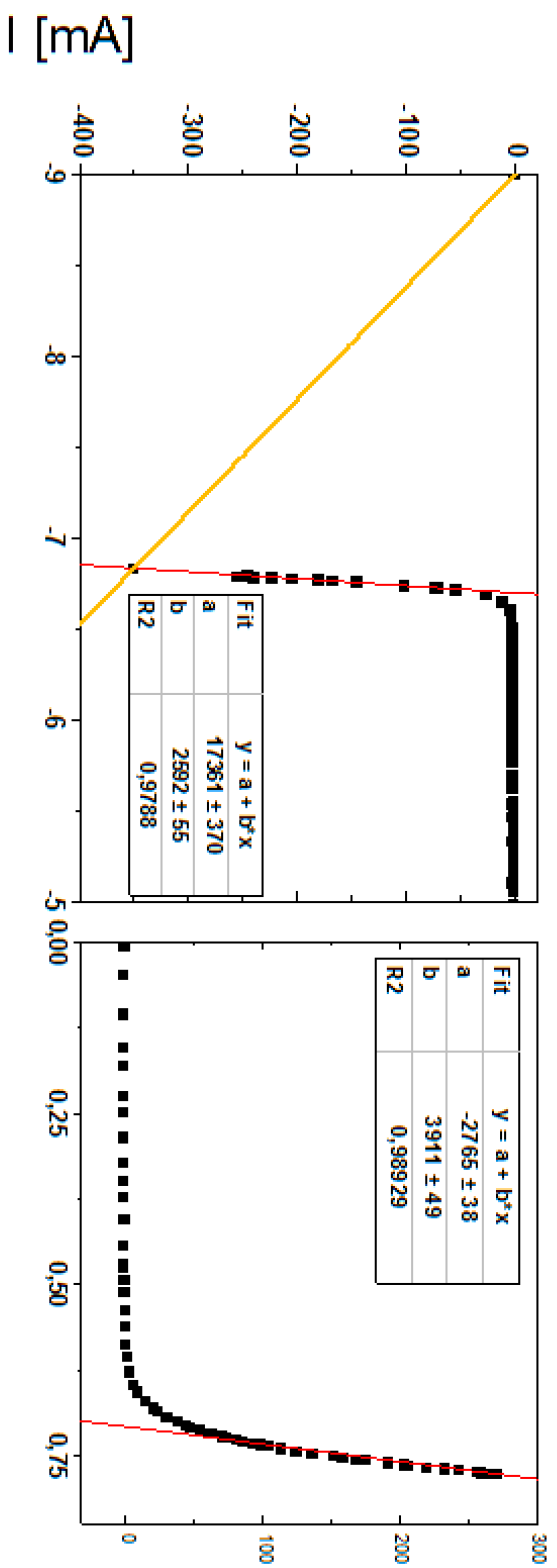 I [mA]
-400
-300
-200
-100
0
-9
-8
-7
-6
-5
Fit y = a + b*x
a 17361 ± 370
b 2592 ± 55
R2 0,9788
0,00
0,25
0,50
0,75
Fit y = a + b*x
a -2765 ± 38
b 3911 ± 49
R2 0,98929
0
100
200
300